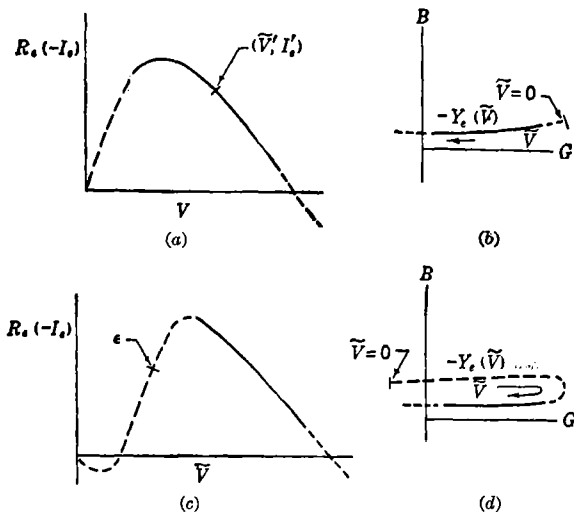 R_e(-I_e)
(Ṽ', I_e')
V
(a)
B
Ṽ=0
-Y_e(Ṽ)
Ṽ
G
(b)
R_e(-I_e)
ε
Ṽ
(c)
B
Ṽ=0
-Y_e(Ṽ)
Ṽ
G
(d)